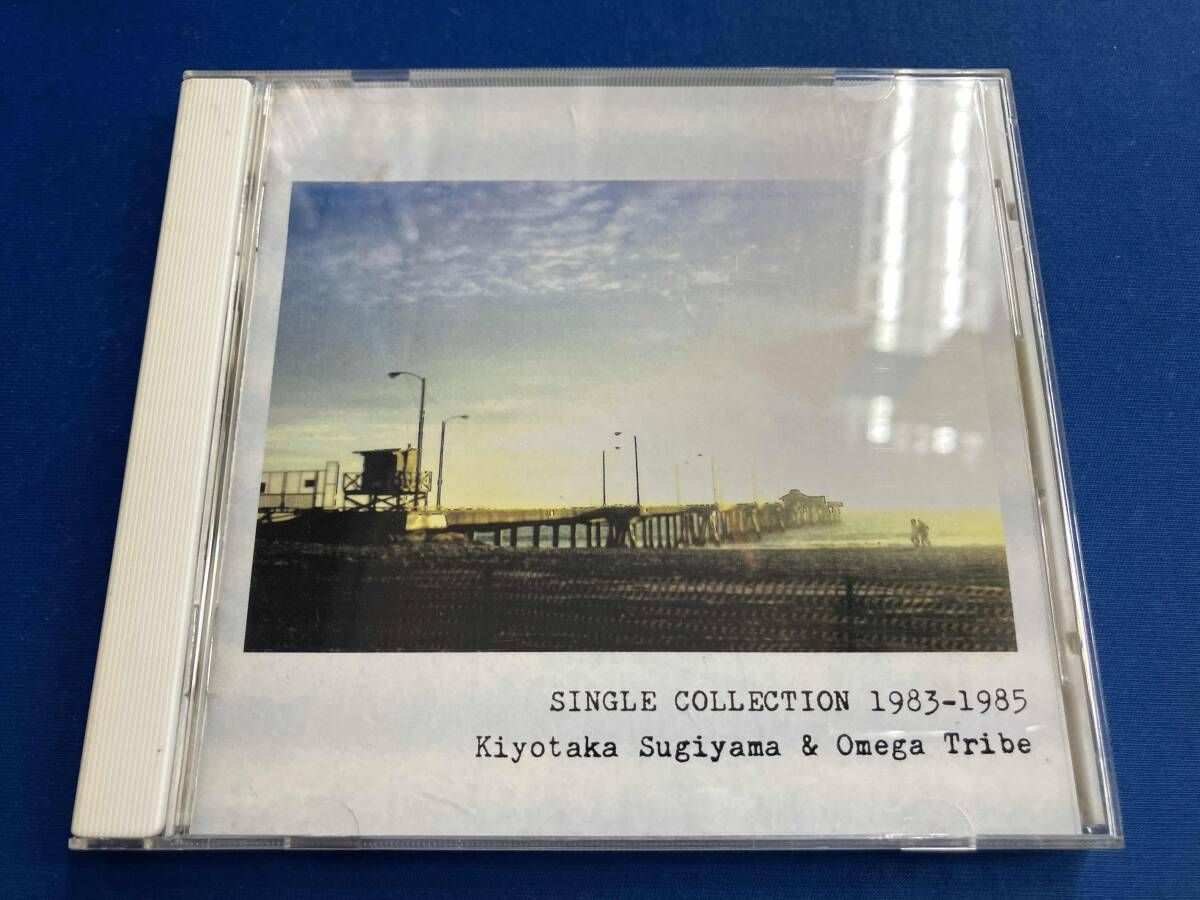 SINGLE COLLECTION 1983-1985
Kiyotaka Sugiyama & Omega Tribe